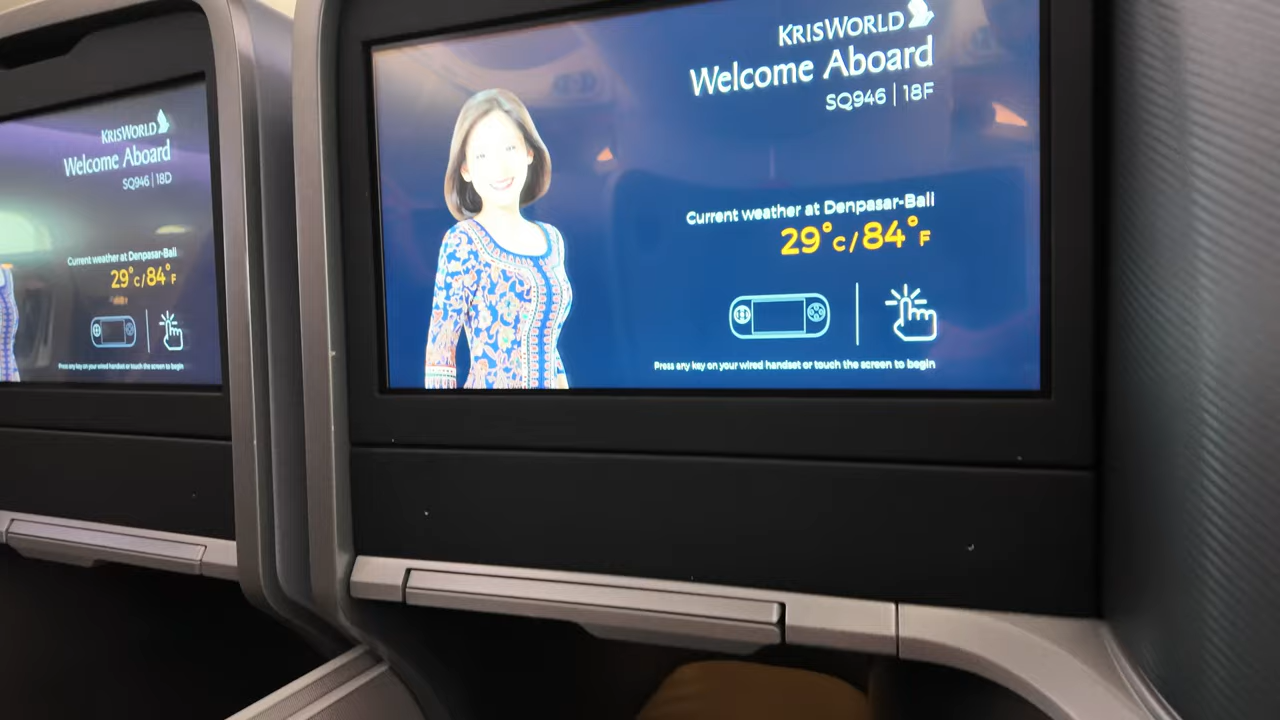 KRISWORLD
Welcome Aboard
SQ946 | 18D
Current weather at Denpasar-Bali
29°C/84°F
Press any key on your wired handset or touch the screen to begin
KRISWORLD
Welcome Aboard
SQ946 | 18F
Current weather at Denpasar-Bali
29°C/84°F
Press any key on your wired handset or touch the screen to begin